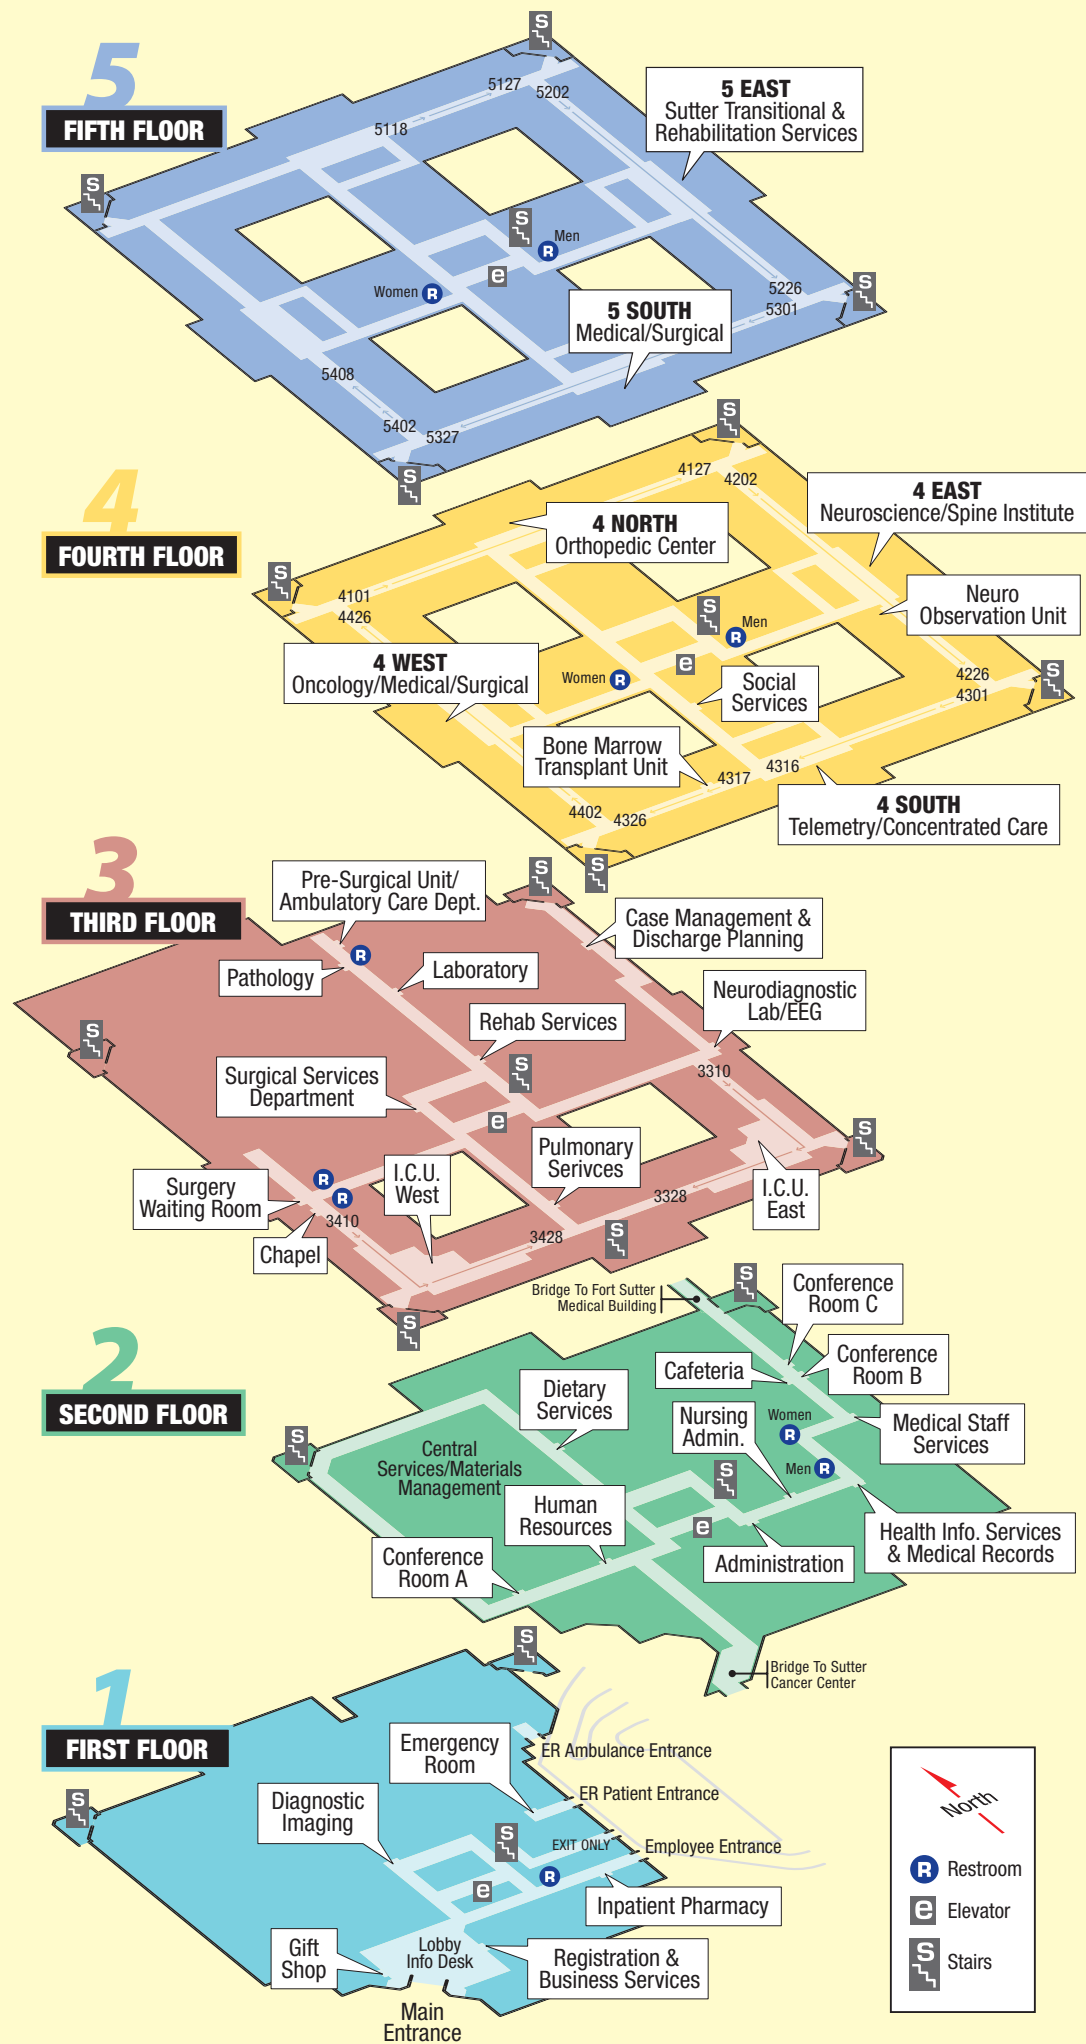 5
FIFTH FLOOR
S
5127
5202
5118
5 EAST
Sutter Transitional &
Rehabilitation Services
S
S
Men
R
e
Women
R
5226
5301
S
5 SOUTH
Medical/Surgical
5408
5402
5327
S
4
FOURTH FLOOR
S
4127
4202
4 EAST
Neuroscience/Spine Institute
4 NORTH
Orthopedic Center
S
4101
4426
Neuro
Observation Unit
S
Men
R
4 WEST
Oncology/Medical/Surgical
e
Women
R
Social
Services
4226
4301
S
Bone Marrow
Transplant Unit
4316
4317
4 SOUTH
Telemetry/Concentrated Care
4402
4326
S
3
THIRD FLOOR
S
Pre-Surgical Unit/
Ambulatory Care Dept.
Case Management &
Discharge Planning
R
Pathology
Laboratory
Neurodiagnostic
Lab/EEG
Rehab Services
S
S
3310
Surgical Services
Department
e
S
Pulmonary
Serivces
I.C.U.
West
R
R
Surgery
Waiting Room
3410
Chapel
3328
I.C.U.
East
3428
S
S
2
SECOND FLOOR
Bridge To Fort Sutter
Medical Building
S
Conference
Room C
Cafeteria
Conference
Room B
Dietary
Services
Nursing
Admin.
Women
R
Medical Staff
Services
S
Central
Services/Materials
Management
Men
R
S
Human
Resources
e
Health Info. Services
& Medical Records
Conference
Room A
Administration
Bridge To Sutter
Cancer Center
1
FIRST FLOOR
S
Emergency
Room
ER Ambulance Entrance
ER Patient Entrance
S
Diagnostic
Imaging
S
EXIT ONLY
Employee Entrance
R
e
Inpatient Pharmacy
Gift
Shop
Lobby
Info Desk
Registration &
Business Services
Main
Entrance
North
R
Restroom
e
Elevator
S
Stairs